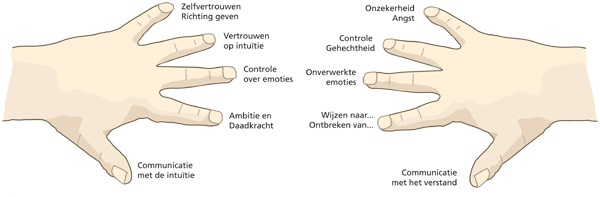 Zelfvertrouwen
Richting geven
Vertrouwen
op intuïtie
Controle
over emoties
Ambitie en
Daadkracht
Communicatie
met de intuïtie
Onzekerheid
Angst
Controle
Gehechtheid
Onverwerkte
emoties
Wijzen naar...
Ontbreken van...
Communicatie
met het verstand